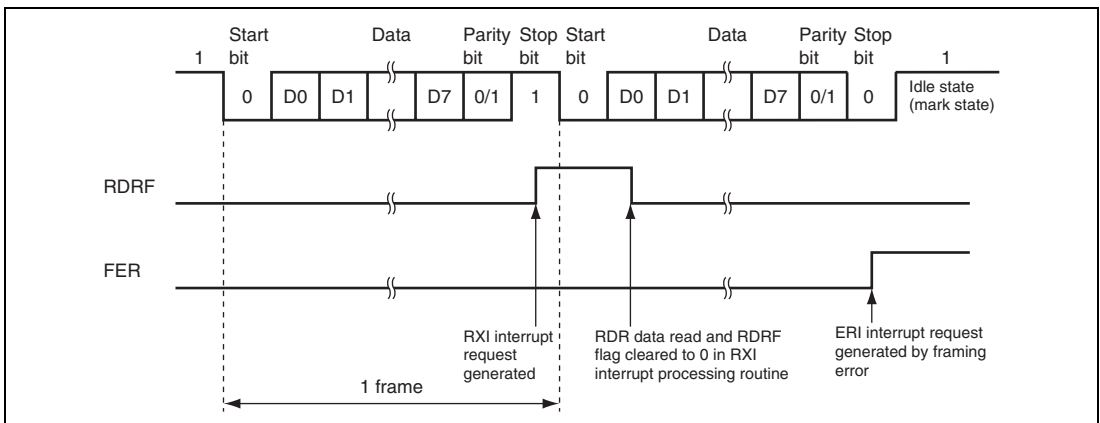 Start Data Parity Stop Start Data Parity Stop
1 bit bit bit bit bit bit 1
0 D0 D1 D7 0/1 1 0 D0 D1 D7 0/1 0
Idle state
(mark state)
RDRF
FER
RXI interrupt
request
generated
RDR data read and RDRF
flag cleared to 0 in RXI
interrupt processing routine
ERI interrupt request
generated by framing
error
1 frame